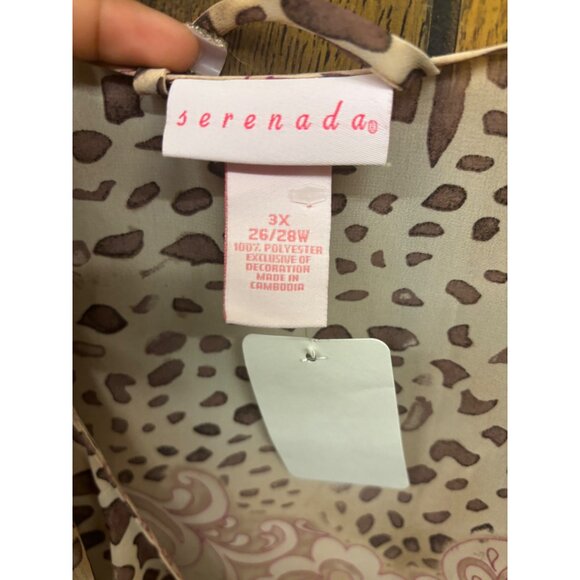 serenada®
3X
26/28W
100% POLYESTER
EXCLUSIVE OF
DECORATION
MADE IN
CAMBODIA